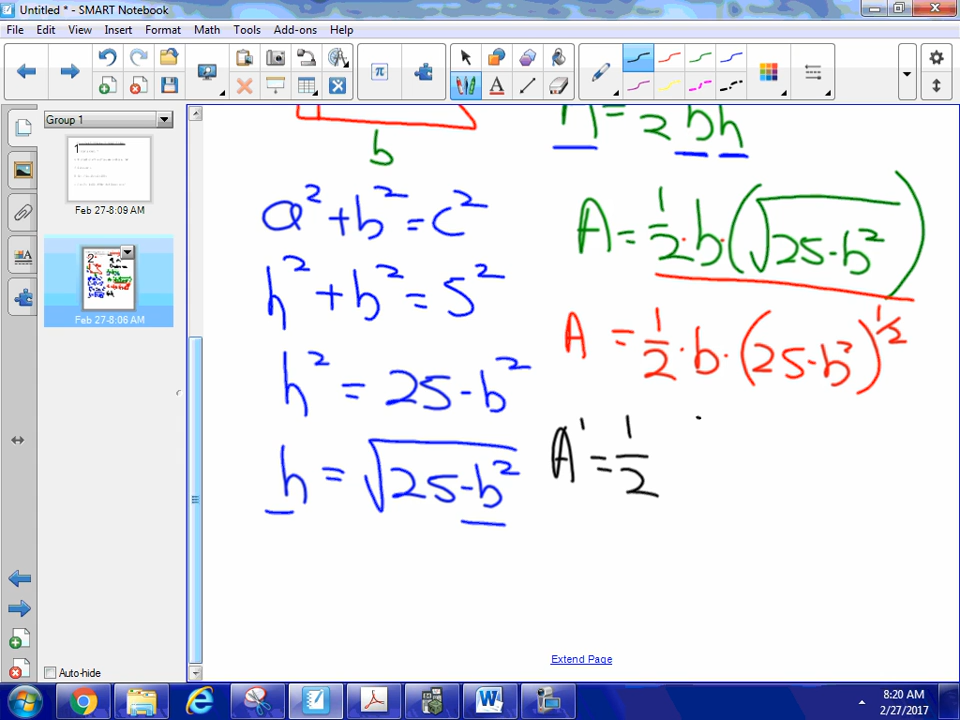 Untitled * - SMART Notebook
File Edit View Insert Format Math Tools Add-ons Help
Group 1
1
Feb 27-8:09 AM
2
Feb 27-8:06 AM
Auto-hide
b
a² + b² = c²
h² + b² = 5²
h² = 25 - b²
h = √25-b²
= 1/2 bh
A = 1/2 · b (√25-b²)
A = 1/2 · b · (25-b²)^1/2
A' = 1/2
Extend Page
8:20 AM
2/27/2017